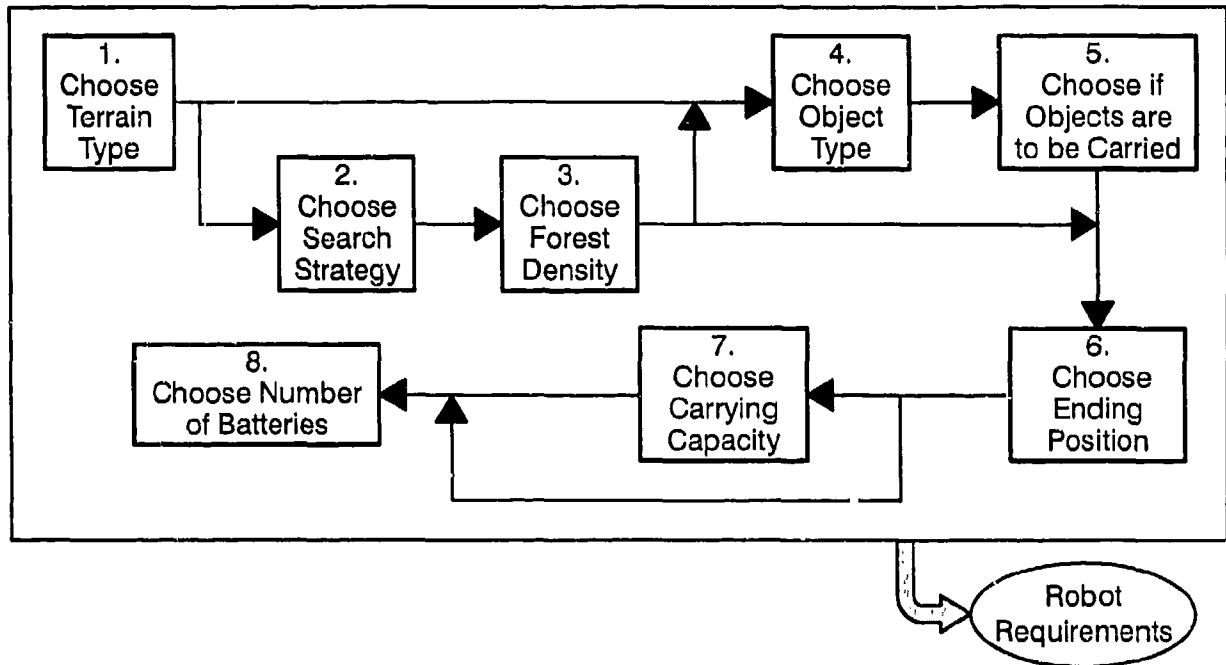 1.
Choose
Terrain
Type
2.
Choose
Search
Strategy
3.
Choose
Forest
Density
4.
Choose
Object
Type
5.
Choose if
Objects are
to be Carried
6.
Choose
Ending
Position
7.
Choose
Carrying
Capacity
8.
Choose Number
of Batteries
Robot
Requirements